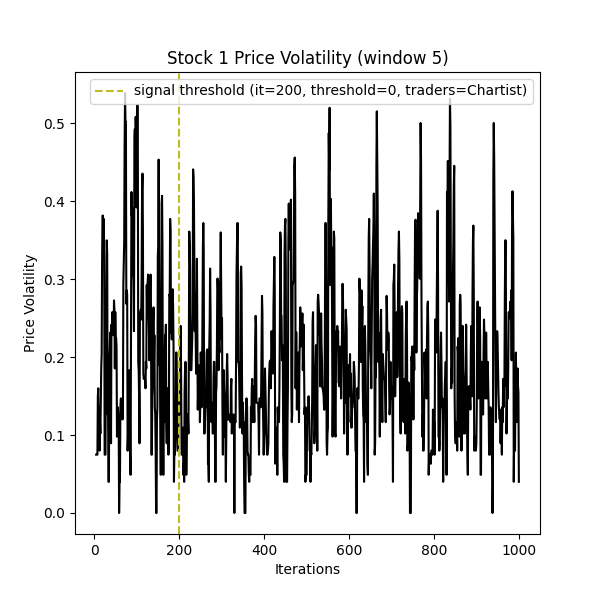 Stock 1 Price Volatility (window 5)
signal threshold (it=200, threshold=0, traders=Chartist)
Price Volatility
0.5
0.4
0.3
0.2
0.1
0.0
0 200 400 600 800 1000
Iterations